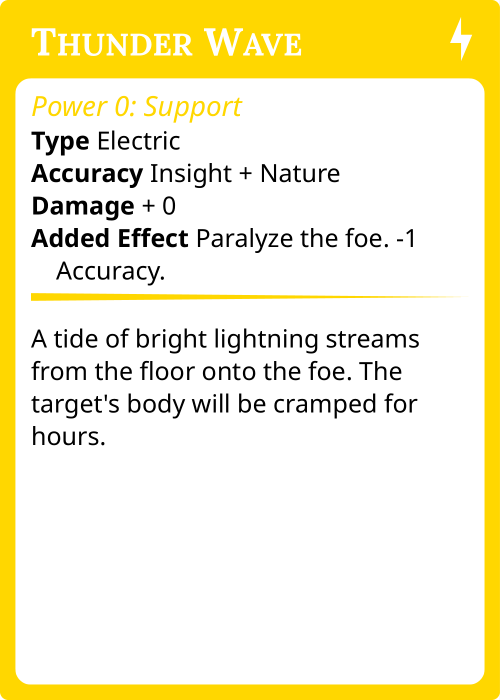 Thunder Wave
Power 0: Support
Type Electric
Accuracy Insight + Nature
Damage + 0
Added Effect Paralyze the foe. -1
Accuracy.
A tide of bright lightning streams
from the floor onto the foe. The
target's body will be cramped for
hours.